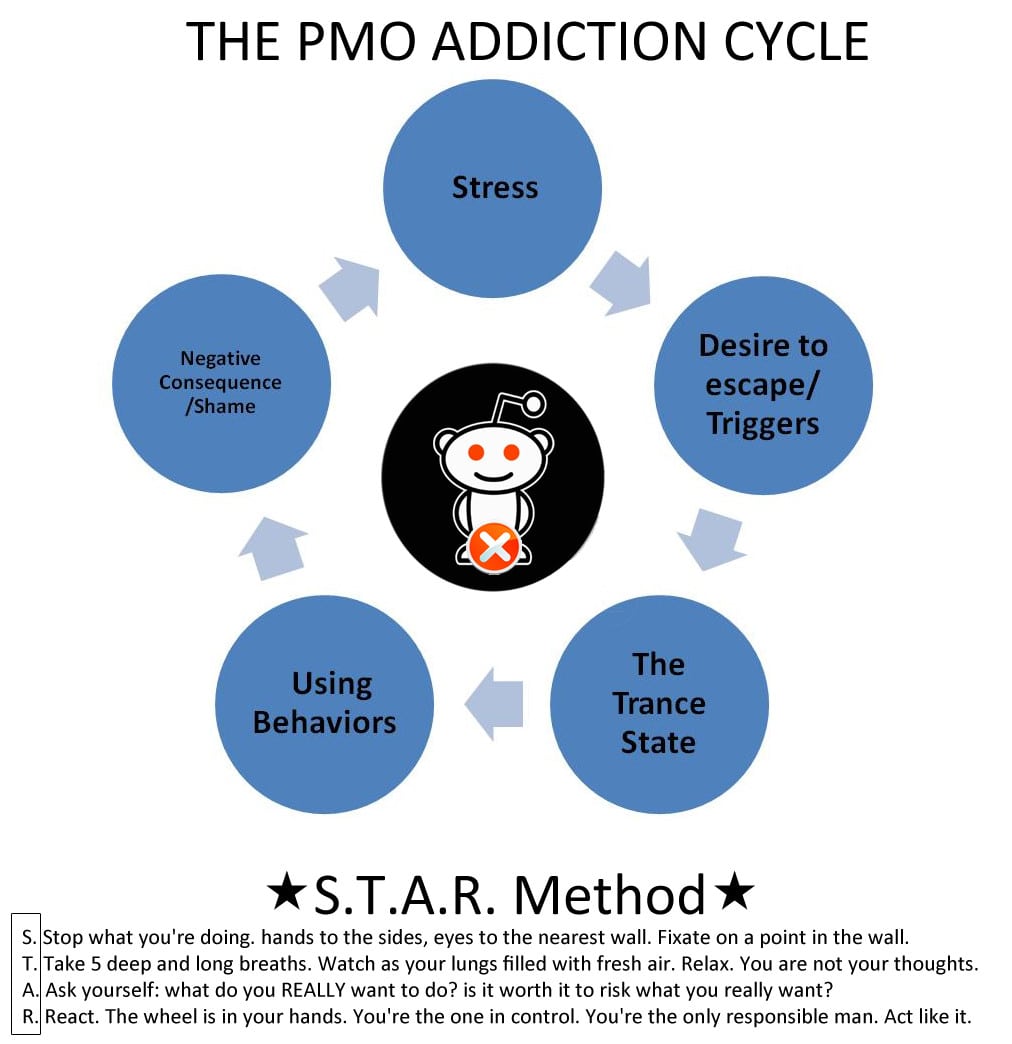 THE PMO ADDICTION CYCLE
Stress
Desire to
escape/
Triggers
The
Trance
State
Using
Behaviors
Negative
Consequence
/Shame
★S.T.A.R. Method★
S. Stop what you're doing. hands to the sides, eyes to the nearest wall. Fixate on a point in the wall.
T. Take 5 deep and long breaths. Watch as your lungs filled with fresh air. Relax. You are not your thoughts.
A. Ask yourself: what do you REALLY want to do? is it worth it to risk what you really want?
R. React. The wheel is in your hands. You're the one in control. You're the only responsible man. Act like it.